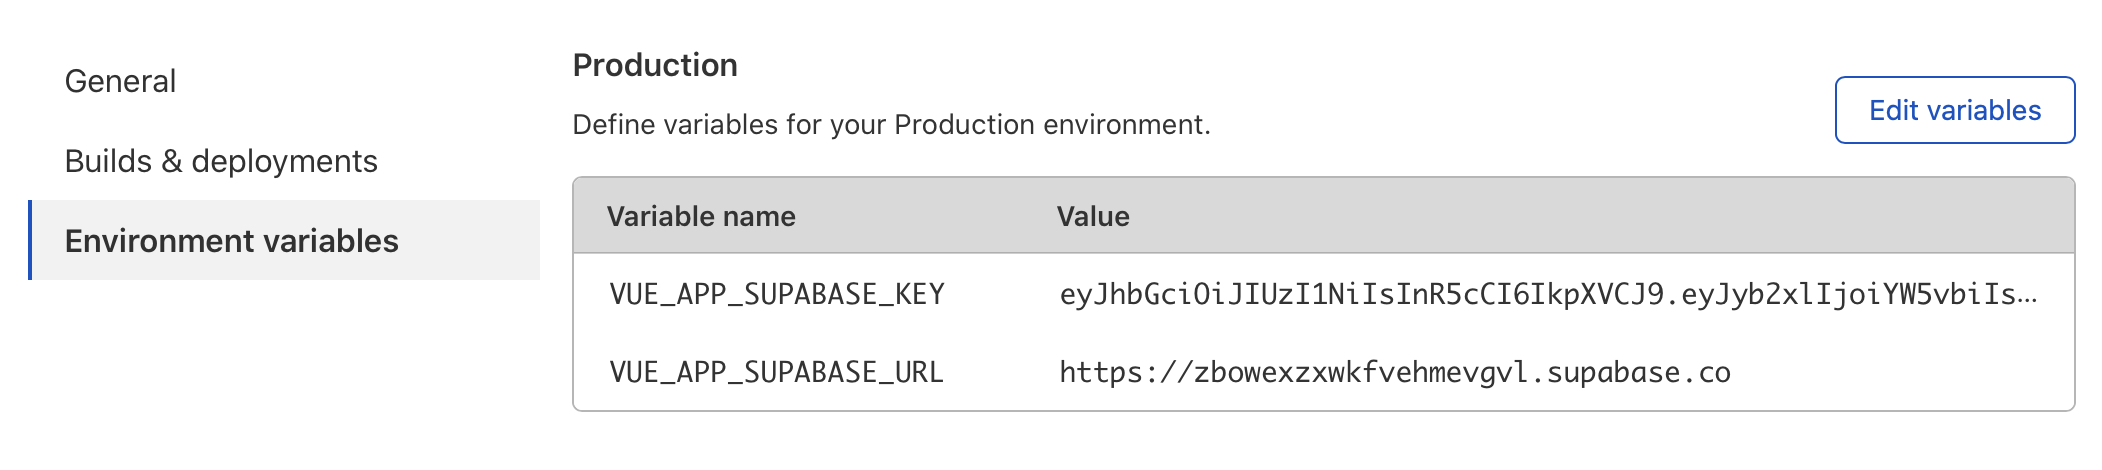 General
Builds & deployments
Environment variables
Production
Define variables for your Production environment.
Edit variables
Variable name Value
VUE_APP_SUPABASE_KEY eyJhbGciOiJIUzI1NiIsInR5cCI6IkpXVCJ9.eyJyb2xlIjoiYW5vbiIs...
VUE_APP_SUPABASE_URL https://zbowexzxwkfvehmevgvl.supabase.co